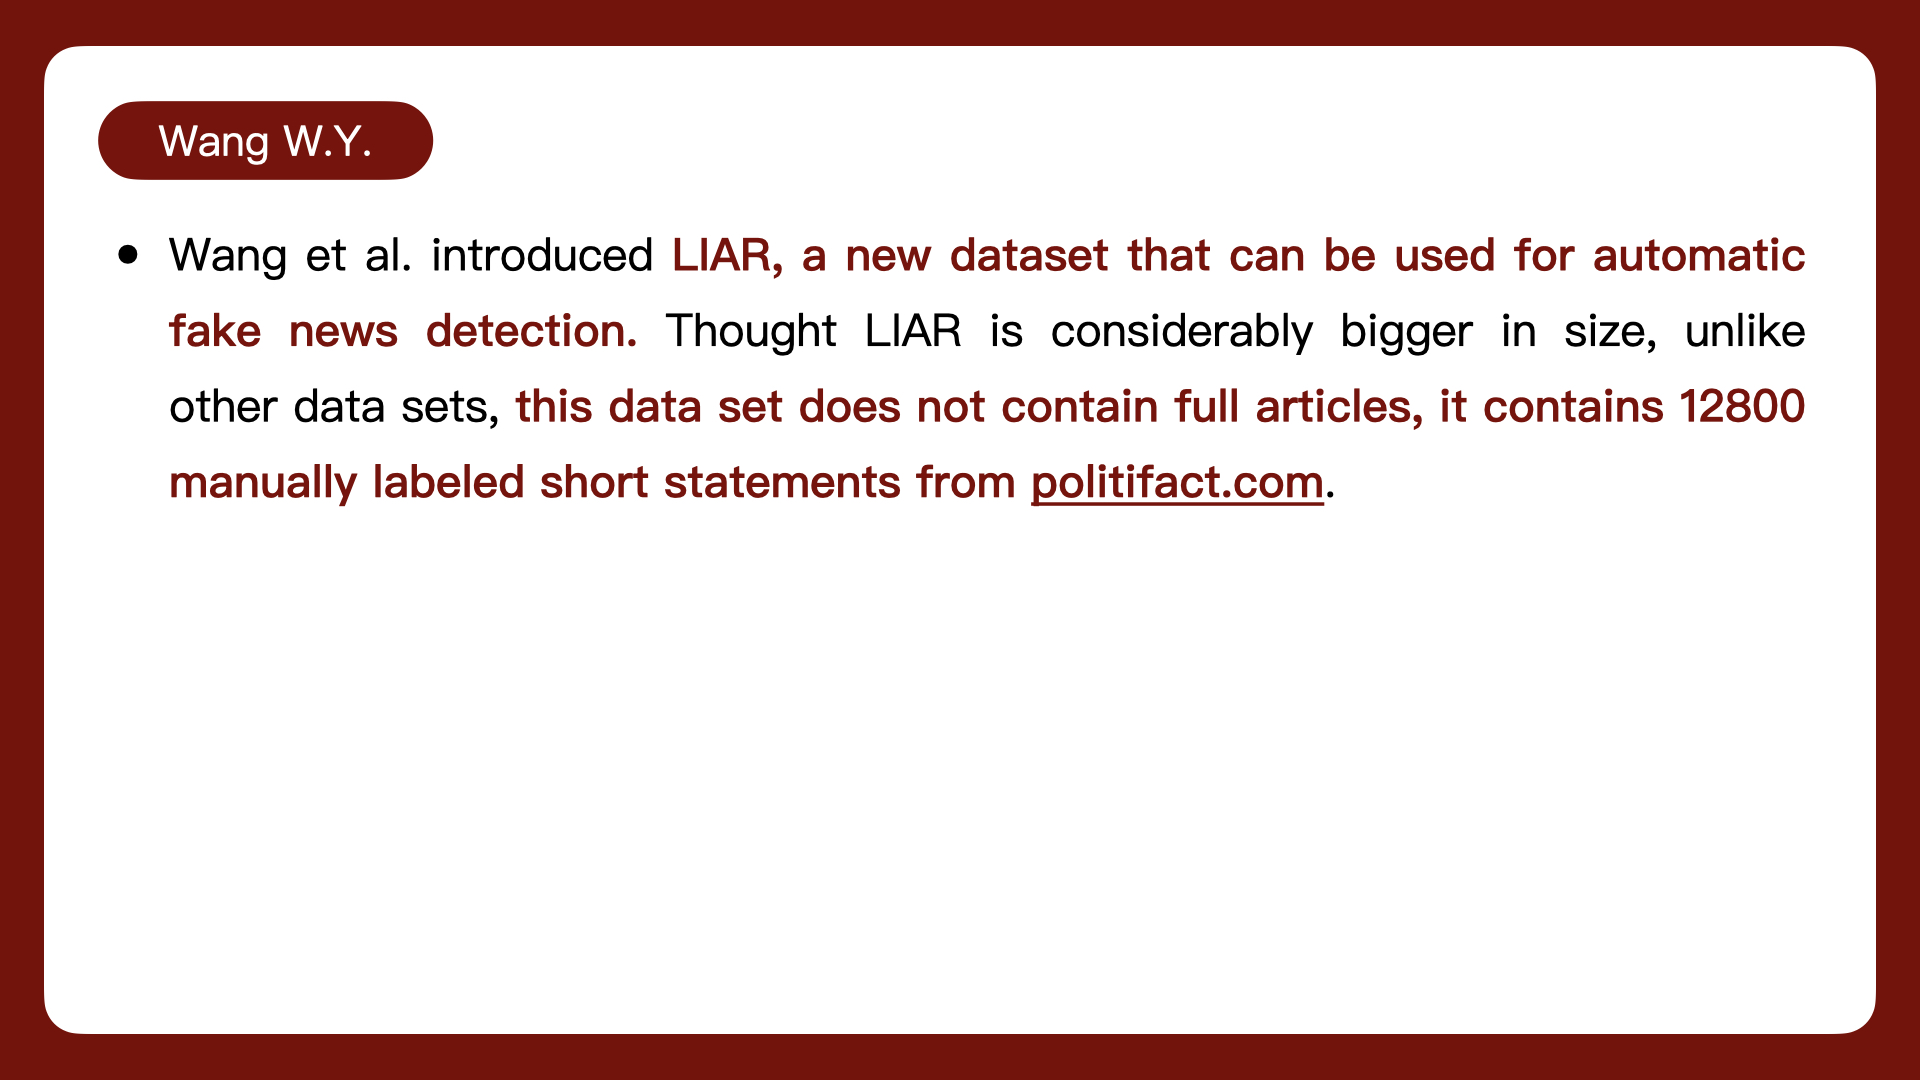 Wang W.Y.
• Wang et al. introduced LIAR, a new dataset that can be used for automatic
fake news detection. Thought LIAR is considerably bigger in size, unlike
other data sets, this data set does not contain full articles, it contains 12800
manually labeled short statements from politifact.com.